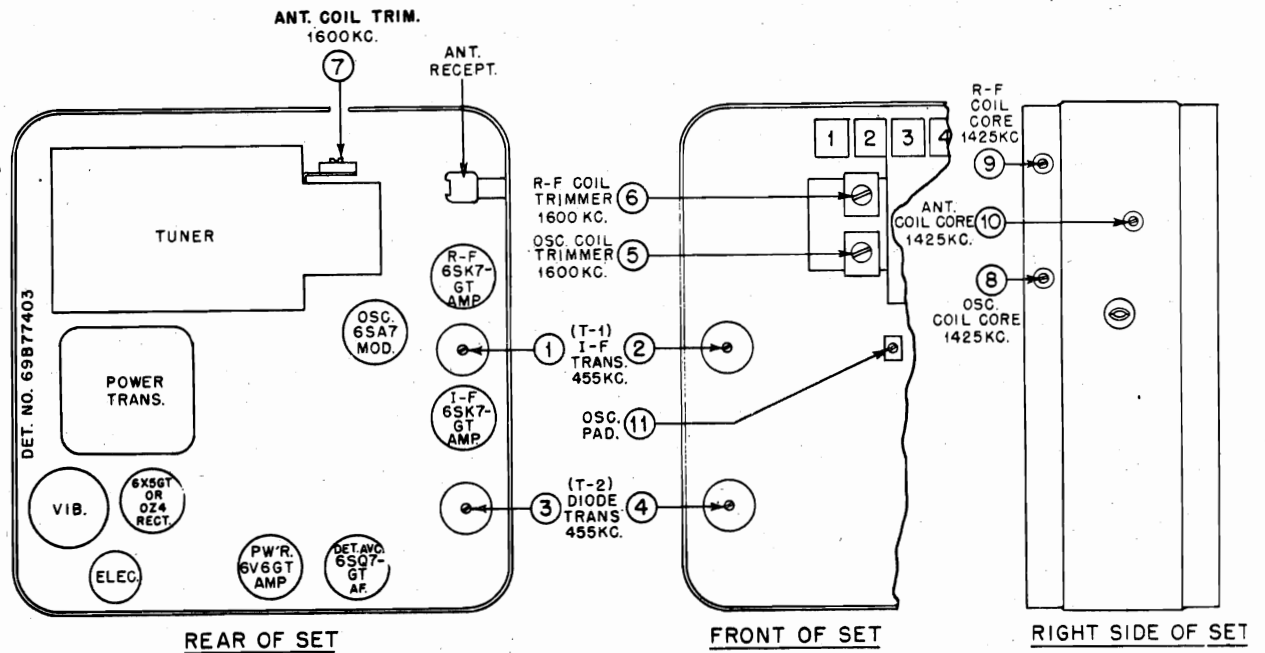 ANT. COIL TRIM.
1600KC.
7
ANT.
RECEPT.
TUNER
R-F
6SK7-
GT
AMP
OSC.
6SA7
MOD.
DET. NO. 69B77403
POWER
TRANS.
I-F
6SK7-
GT
AMP.
VIB.
6X5GT
OR
OZ4
RECT.
ELEC.
PW'R.
6V6GT
AMP
DET. AVC.
6SQ7-
GT
AF.
REAR OF SET
1 2 3 4
R-F COIL
TRIMMER
1600 KC.
6
OSC. COIL
TRIMMER
1600KC.
5
1
(T-1)
I-F
TRANS.
455KC.
2
OSC.
PAD.
11
3
(T-2)
DIODE
TRANS
455KC.
4
FRONT OF SET
R-F
COIL
CORE
1425KC
9
ANT.
COIL CORE
1425KC.
10
8
OSC.
COIL CORE
1425KC.
RIGHT SIDE OF SET